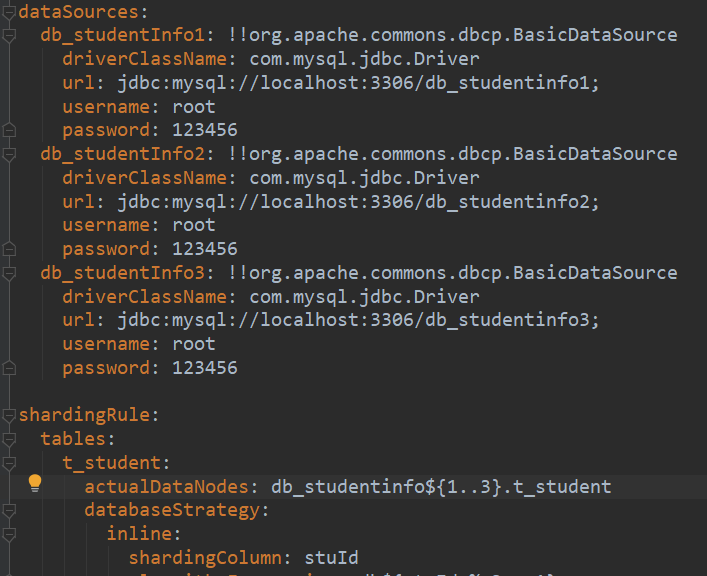 dataSources:
db_studentInfo1: !!org.apache.commons.dbcp.BasicDataSource
driverClassName: com.mysql.jdbc.Driver
url: jdbc:mysql://localhost:3306/db_studentinfo1;
username: root
password: 123456
db_studentInfo2: !!org.apache.commons.dbcp.BasicDataSource
driverClassName: com.mysql.jdbc.Driver
url: jdbc:mysql://localhost:3306/db_studentinfo2;
username: root
password: 123456
db_studentInfo3: !!org.apache.commons.dbcp.BasicDataSource
driverClassName: com.mysql.jdbc.Driver
url: jdbc:mysql://localhost:3306/db_studentinfo3;
username: root
password: 123456
shardingRule:
tables:
t_student:
actualDataNodes: db_studentinfo${1..3}.t_student
databaseStrategy:
inline:
shardingColumn: stuId